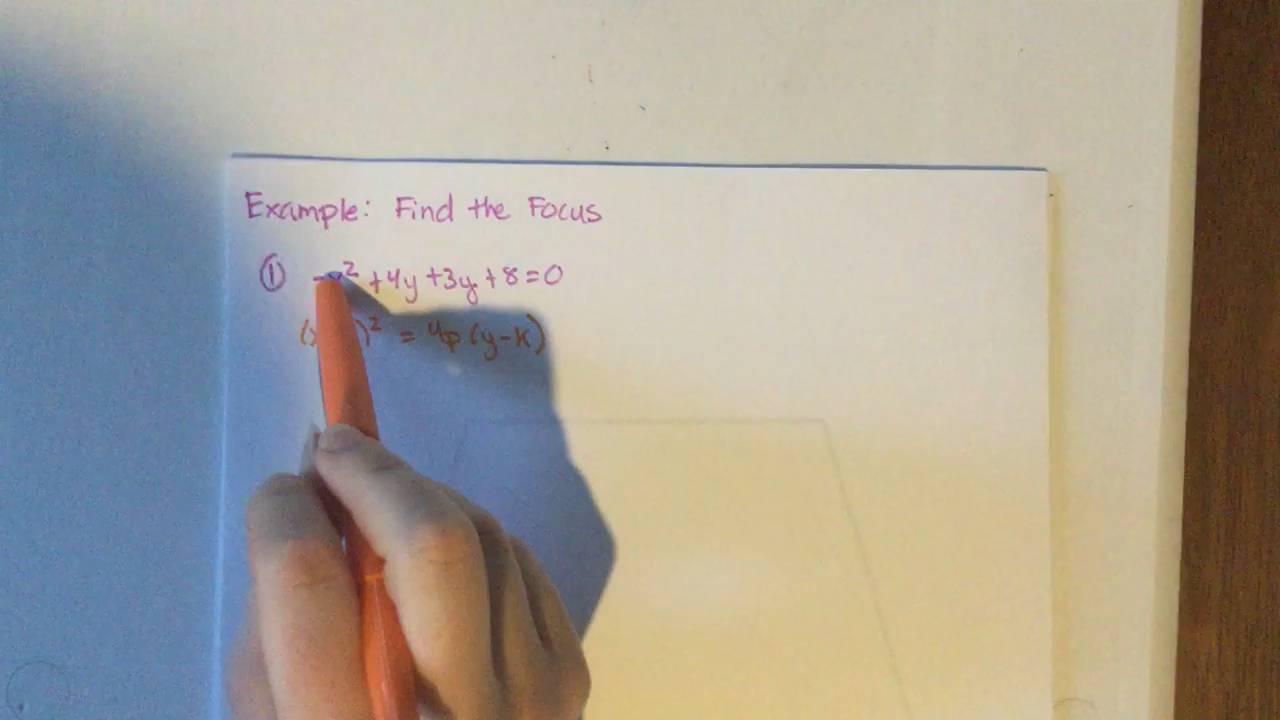 Example: Find the Focus
① ² +4y +3y +8=0
(x )² = 4p (y-k)